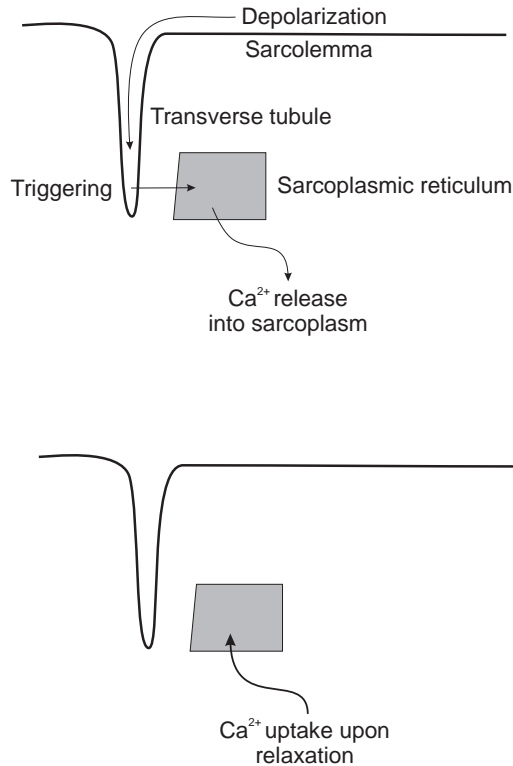 Depolarization
Sarcolemma
Transverse tubule
Triggering
Sarcoplasmic reticulum
Ca²⁺ release
into sarcoplasm
Ca²⁺ uptake upon
relaxation